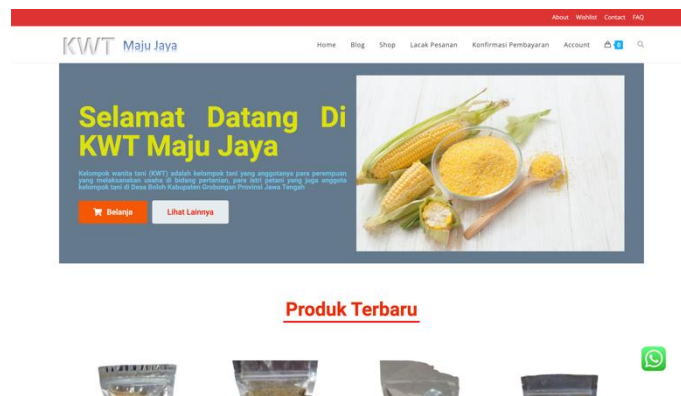 About Wishlist Contact FAQ
KWT Maju Jaya
Home Blog Shop Lacak Pesanan Konfirmasi Pembayaran Account 0
Selamat Datang Di
KWT Maju Jaya
Kelompok wanita tani (KWT) adalah kelompok tani yang anggotanya para perempuan
yang melaksanakan usaha di bidang pertanian, para istri petani yang juga anggota
kelompok tani di Desa Boloh Kabupaten Grobongan Provinsi Jawa Tengah
Belanja Lihat Lainnya
Produk Terbaru